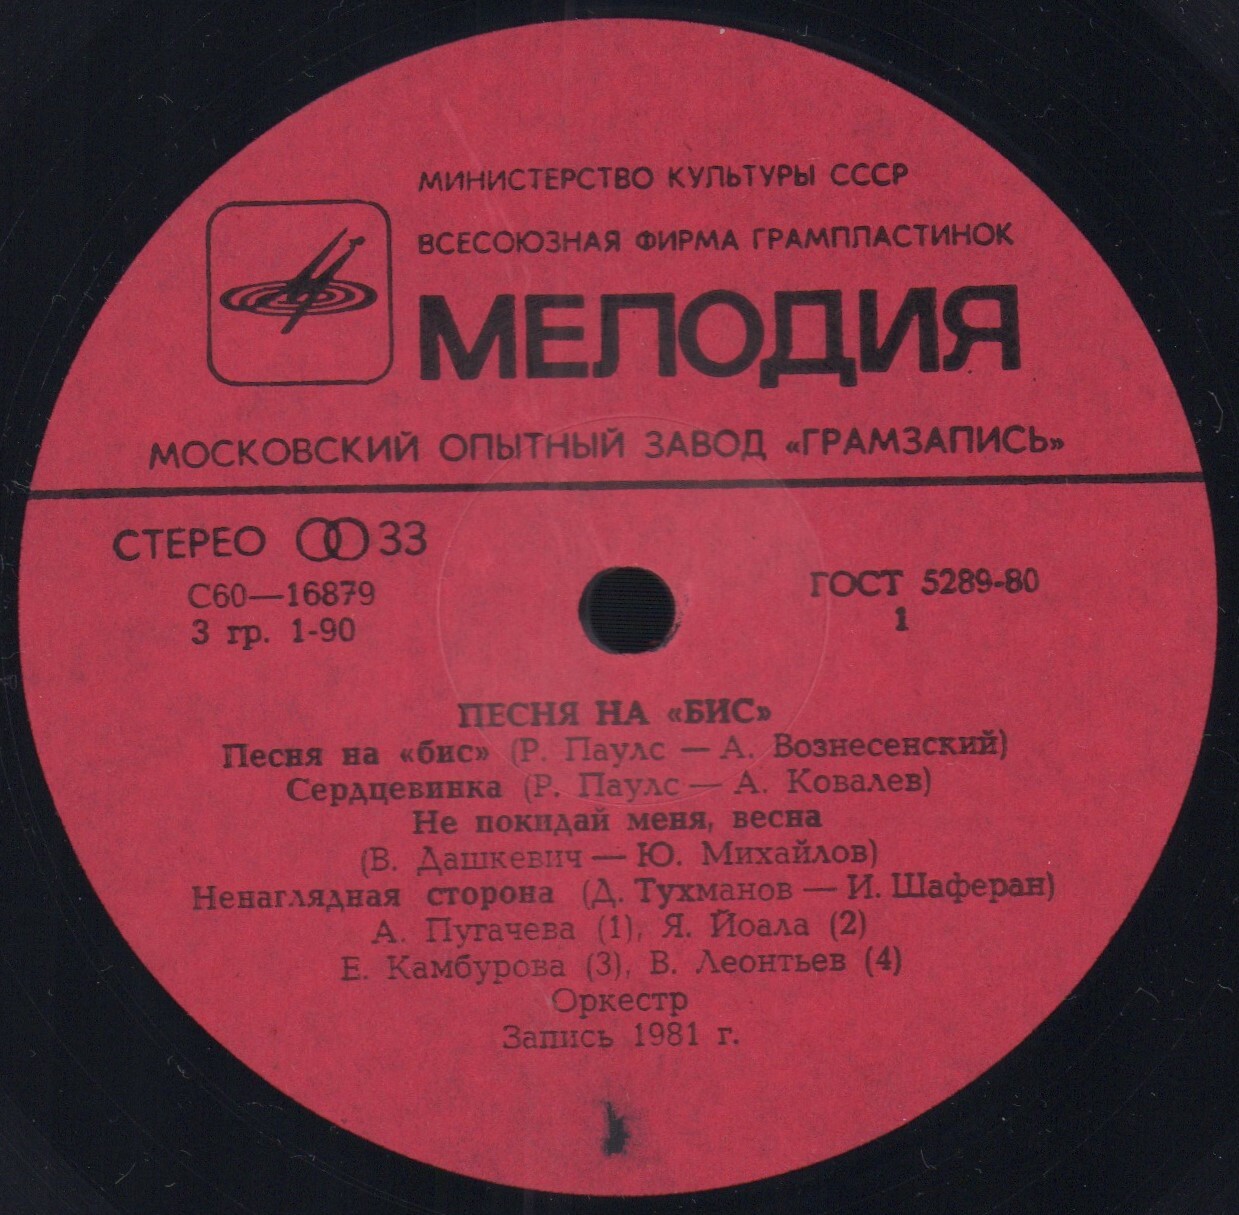 МИНИСТЕРСТВО КУЛЬТУРЫ СССР
ВСЕСОЮЗНАЯ ФИРМА ГРАМПЛАСТИНОК
МЕЛОДИЯ
МОСКОВСКИЙ ОПЫТНЫЙ ЗАВОД «ГРАМЗАПИСЬ»
СТЕРЕО 33
С60—16879
3 гр. 1-90
ГОСТ 5289-80
1
ПЕСНЯ НА «БИС»
Песня на «бис» (Р. Паулс — А. Вознесенский)
Сердцевинка (Р. Паулс — А. Ковалев)
Не покидай меня, весна
(В. Дашкевич — Ю. Михайлов)
Ненаглядная сторона (Д. Тухманов — И. Шаферан)
А. Пугачева (1), Я. Йоала (2)
Е. Камбурова (3), В. Леонтьев (4)
Оркестр
Запись 1981 г.